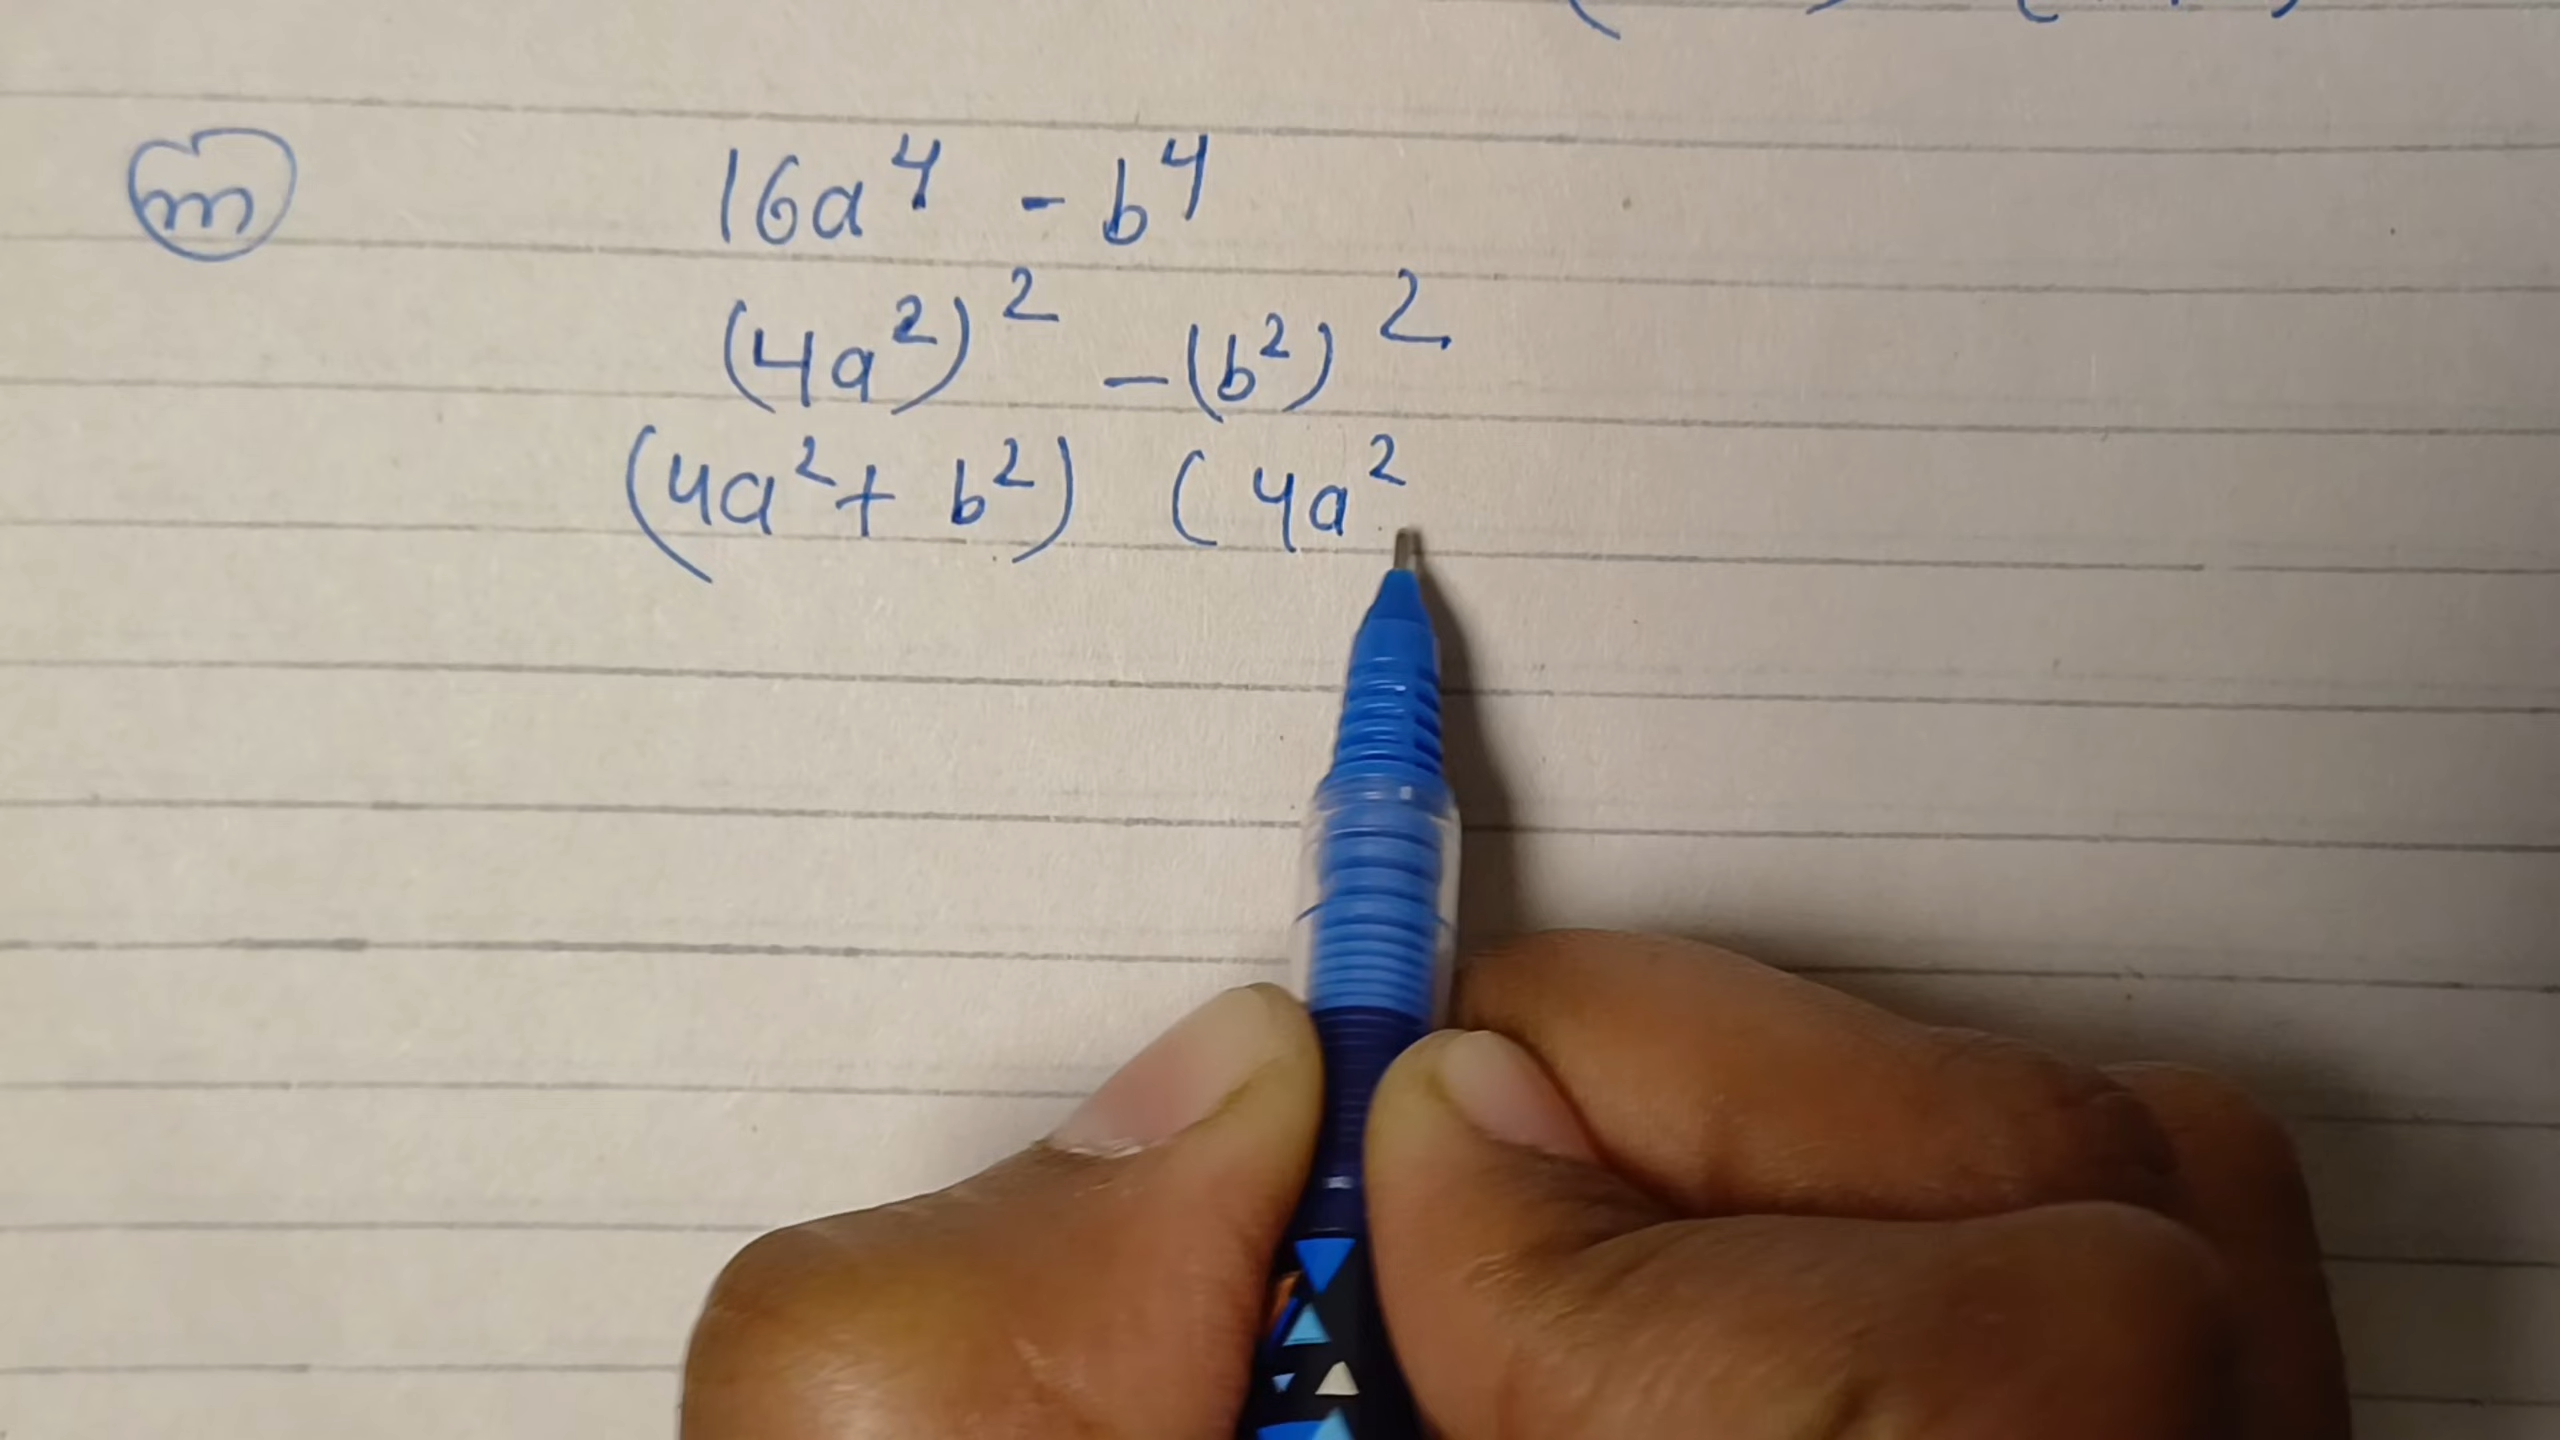 m 16a⁴ - b⁴
(4a²)² - (b²)²
(4a² + b²) (4a²